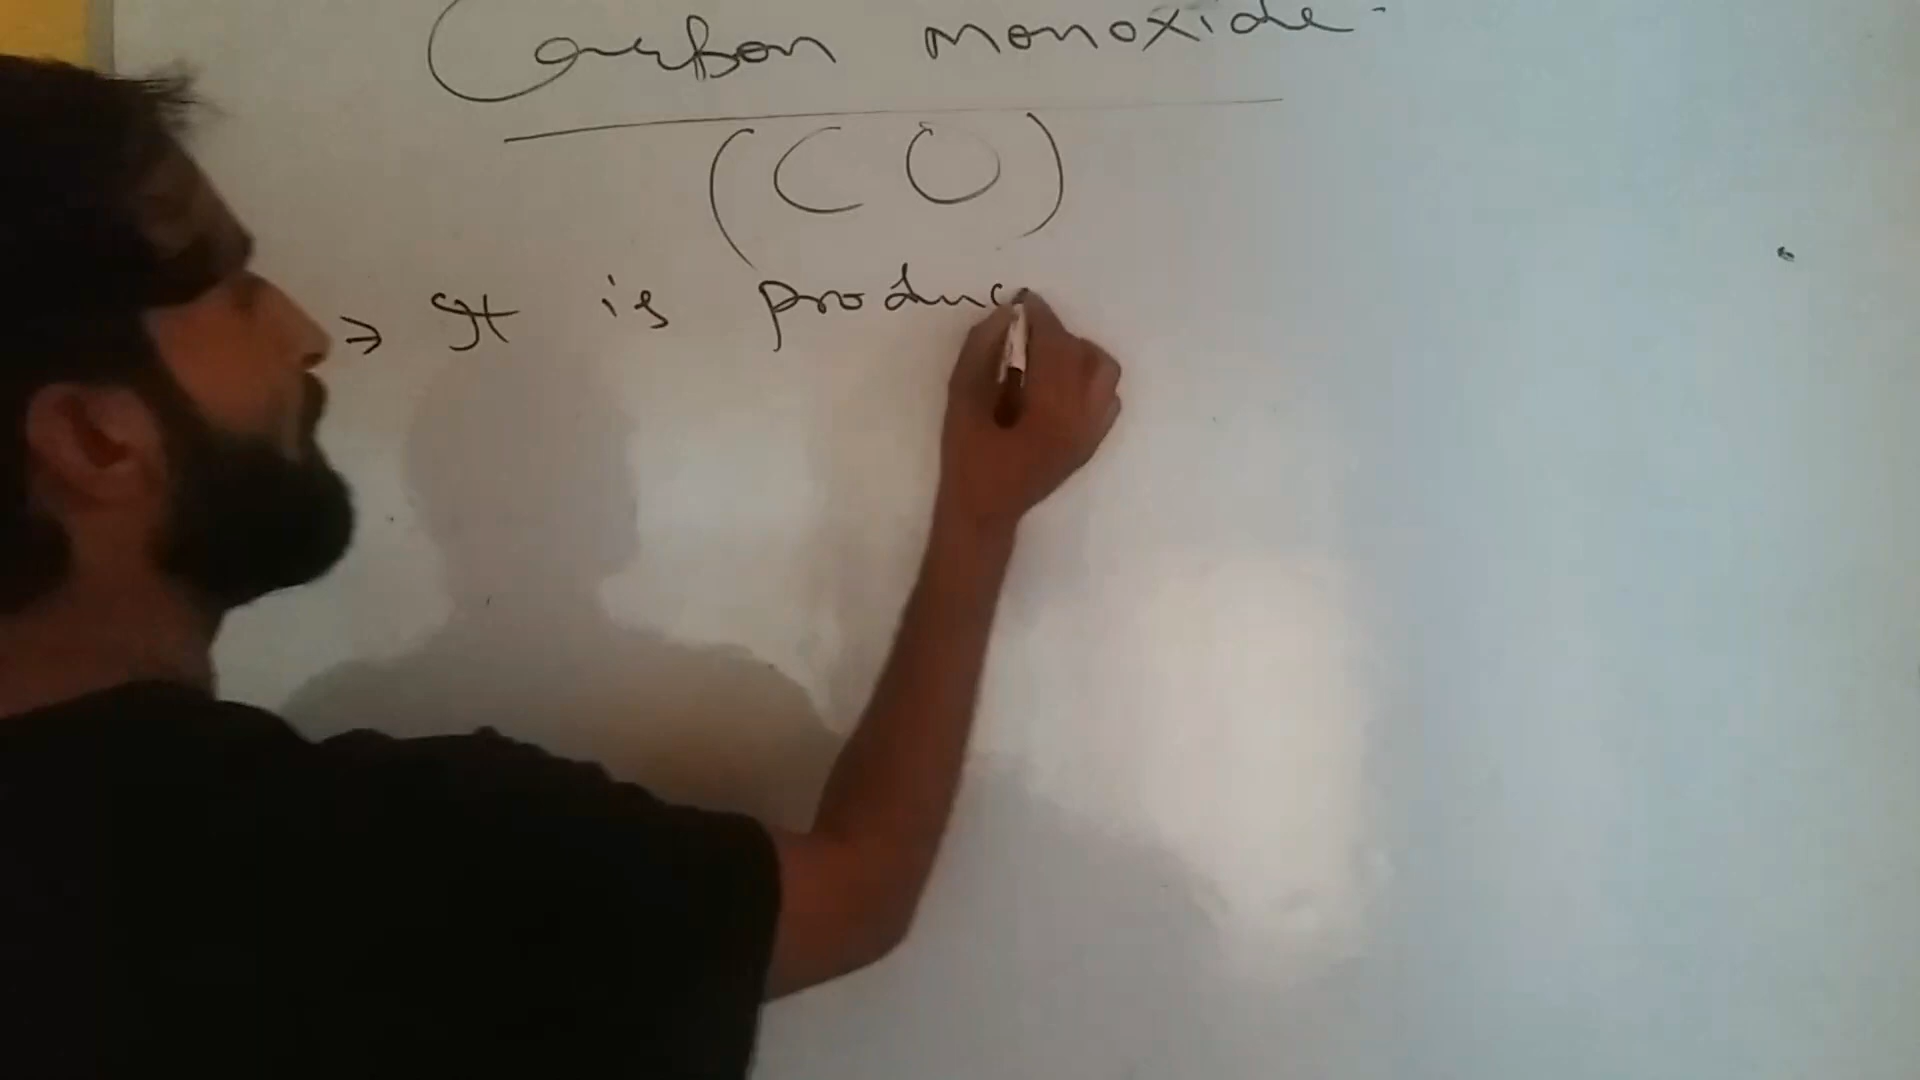 Carbon monoxide.
(CO)
→ It is produc